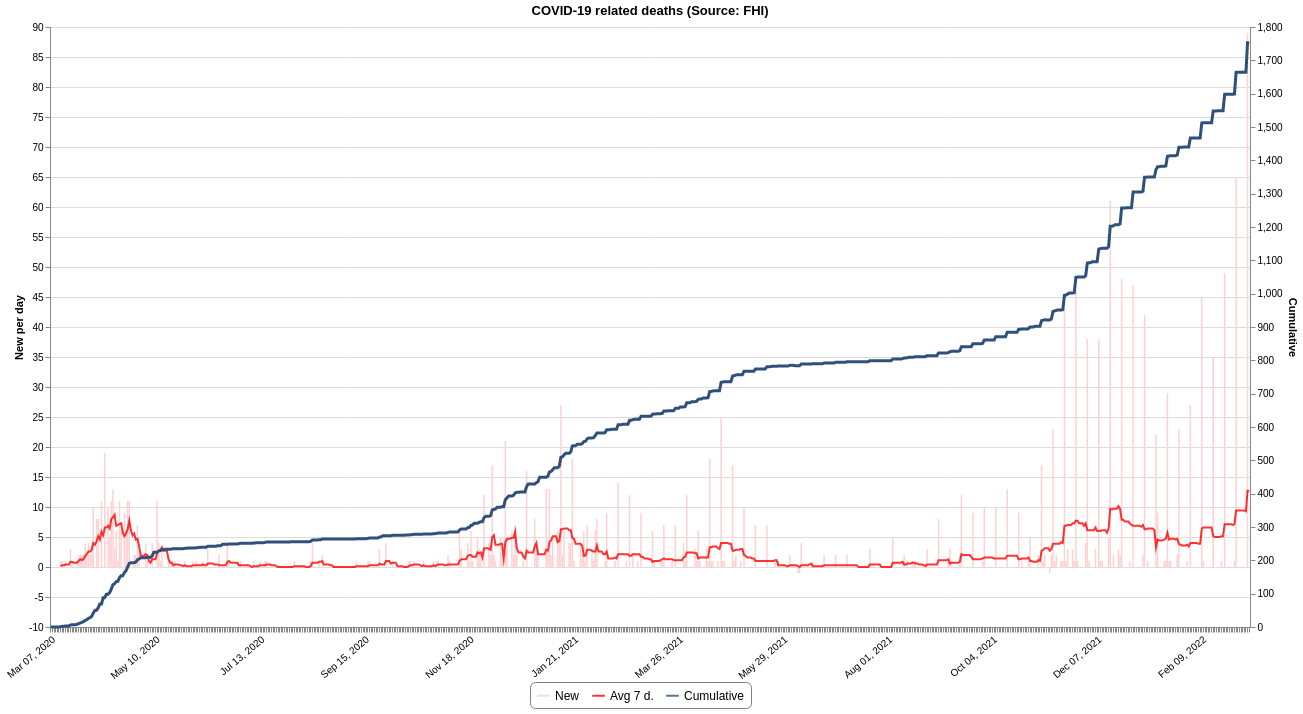 COVID-19 related deaths (Source: FHI)
90
85
80
75
70
65
60
55
50
45
40
35
30
25
20
15
10
5
0
-5
-10
New per day
1,800
1,700
1,600
1,500
1,400
1,300
1,200
1,100
1,000
900
800
700
600
500
400
300
200
100
0
Cumulative
Mar 07, 2020
May 10, 2020
Jul 13, 2020
Sep 15, 2020
Nov 18, 2020
Jan 21, 2021
Mar 26, 2021
May 29, 2021
Aug 01, 2021
Oct 04, 2021
Dec 07, 2021
Feb 09, 2022
New Avg 7 d. Cumulative